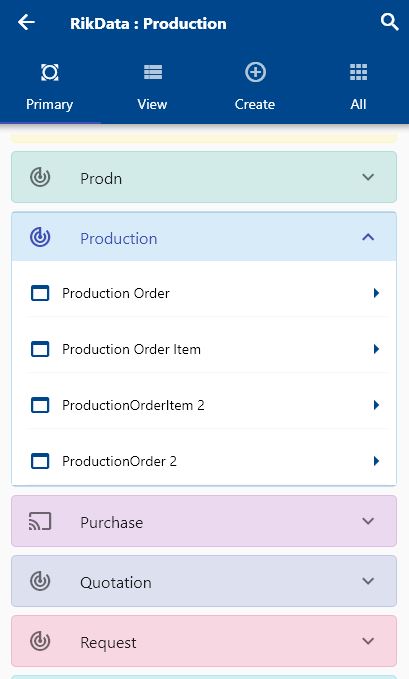 RikData : Production
Primary
View
Create
All
Prodn
Production
Production Order
Production Order Item
ProductionOrderItem 2
ProductionOrder 2
Purchase
Quotation
Request